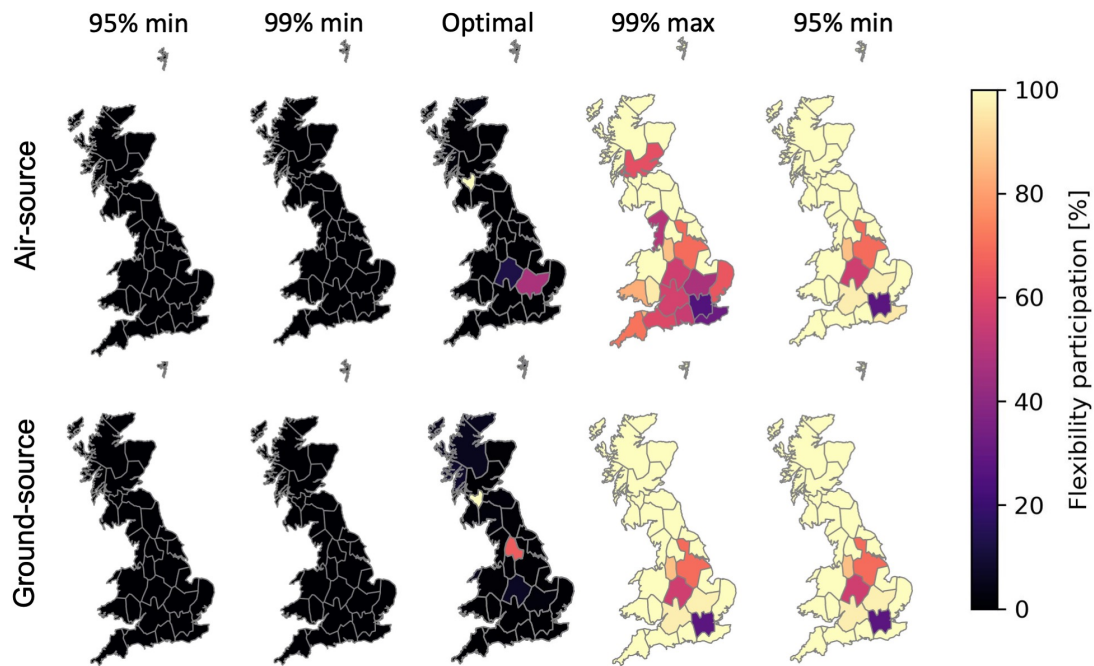 95% min 99% min Optimal 99% max 95% min
Air-source
Ground-source
100
80
60
40
20
0
Flexibility participation [%]